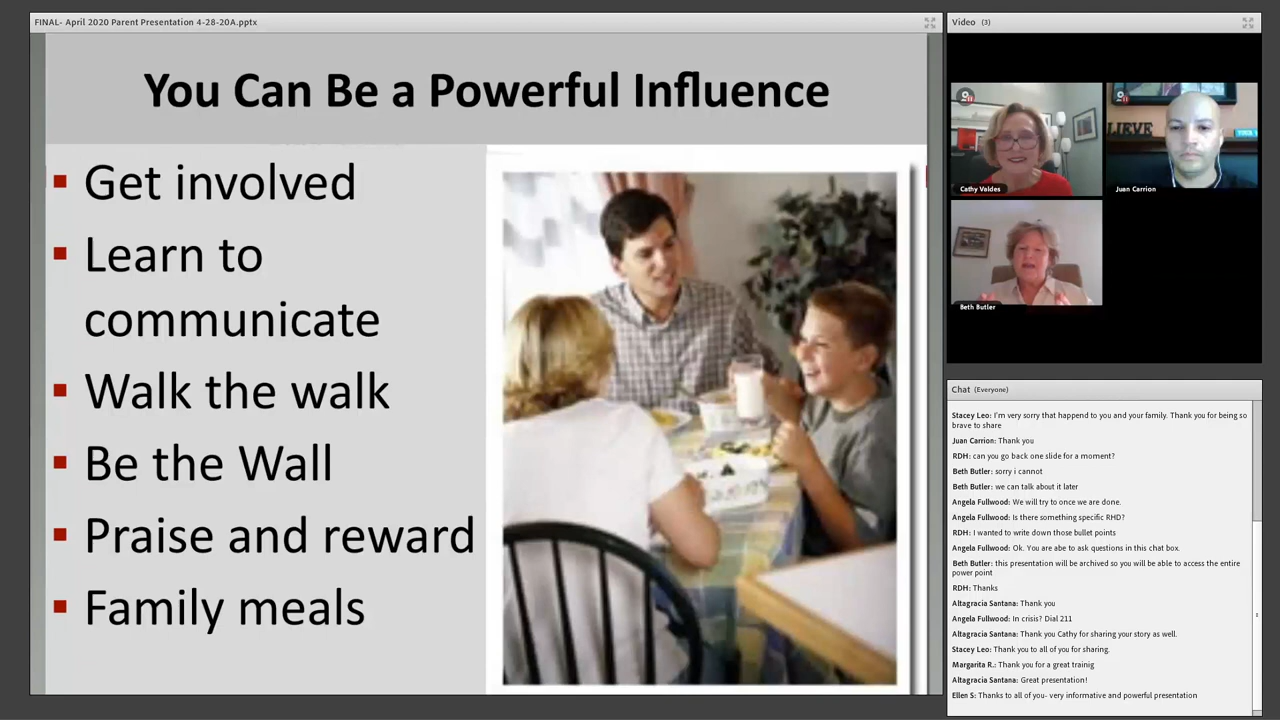 FINAL- April 2020 Parent Presentation 4-28-20A.pptx
You Can Be a Powerful Influence
Get involved
Learn to
communicate
Walk the walk
Be the Wall
Praise and reward
Family meals
Video (3)
LIEVE
Cathy Valdes
Juan Carrion
Beth Butler
Chat (Everyone)
Stacey Leo: I'm very sorry that happend to you and your family. Thank you for being so
brave to share
Juan Carrion: Thank you
RDH: can you go back one slide for a moment?
Beth Butler: sorry i cannot
Beth Butler: we can talk about it later
Angela Fullwood: We will try to once we are done.
Angela Fullwood: Is there something specific RHD?
RDH: I wanted to write down those bullet points
Angela Fullwood: Ok. You are abe to ask questions in this chat box.
Beth Butler: this presentation will be archived so you will be able to access the entire
power point
RDH: Thanks
Altagracia Santana: Thank you
Angela Fullwood: In crisis? Dial 211
Altagracia Santana: Thank you Cathy for sharing your story as well.
Stacey Leo: Thank you to all of you for sharing.
Margarita R.: Thank you for a great trainig
Altagracia Santana: Great presentation!
Ellen S: Thanks to all of you- very informative and powerful presentation